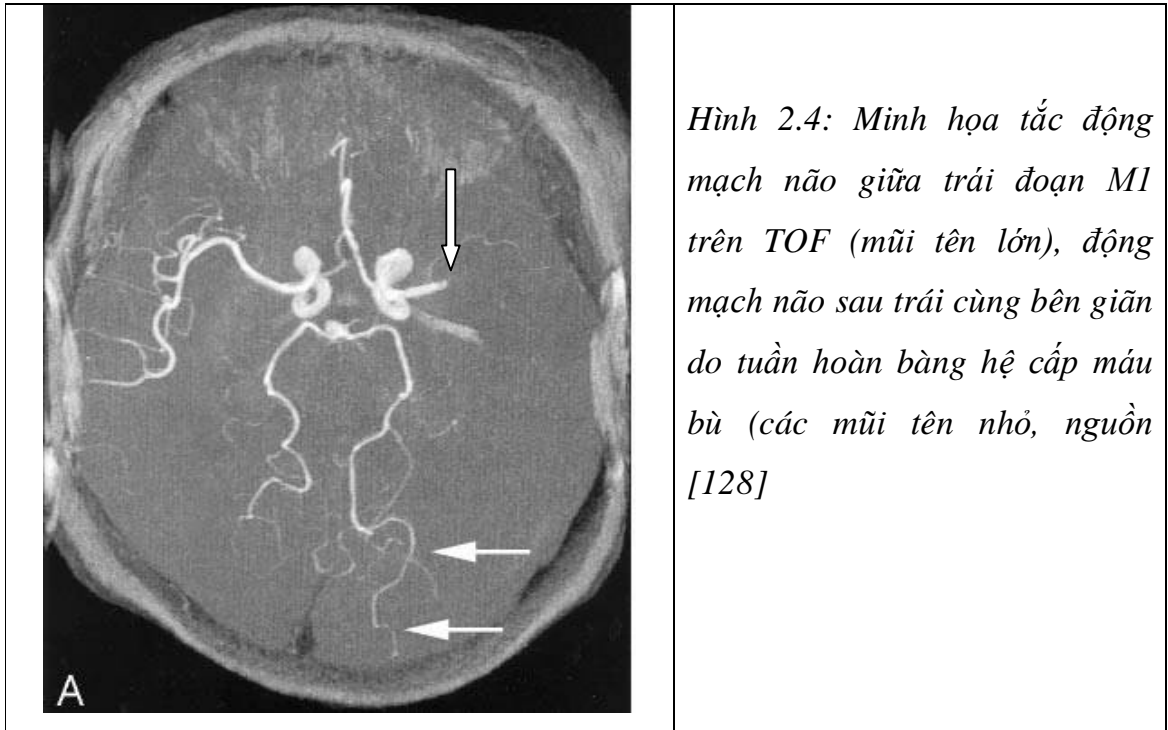 Hình 2.4: Minh họa tắc động
mạch não giữa trái đoạn M1
trên TOF (mũi tên lớn), động
mạch não sau trái cùng bên giãn
do tuần hoàn bàng hệ cấp máu
bù (các mũi tên nhỏ, nguồn
[128]
A